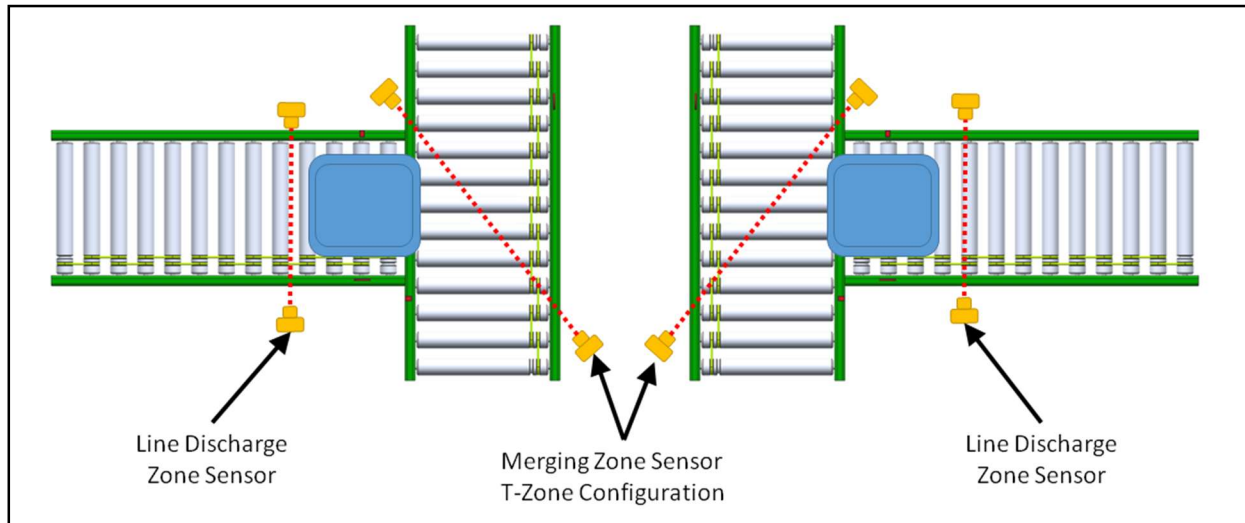 Line Discharge
Zone Sensor
Merging Zone Sensor
T-Zone Configuration
Line Discharge
Zone Sensor